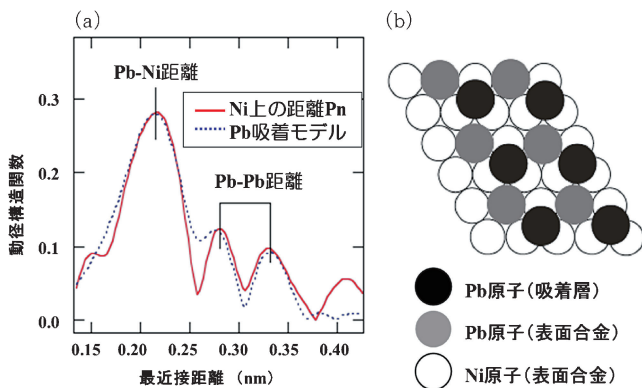 (a)
(b)
Pb-Ni距離
Ni上の距離Pn
Pb吸着モデル
Pb-Pb距離
動径構造関数
0.3
0.2
0.1
0.0
0.15
0.20
0.25
0.30
0.35
0.40
最近接距離 (nm)
Pb原子(吸着層)
Pb原子(表面合金)
Ni原子(表面合金)